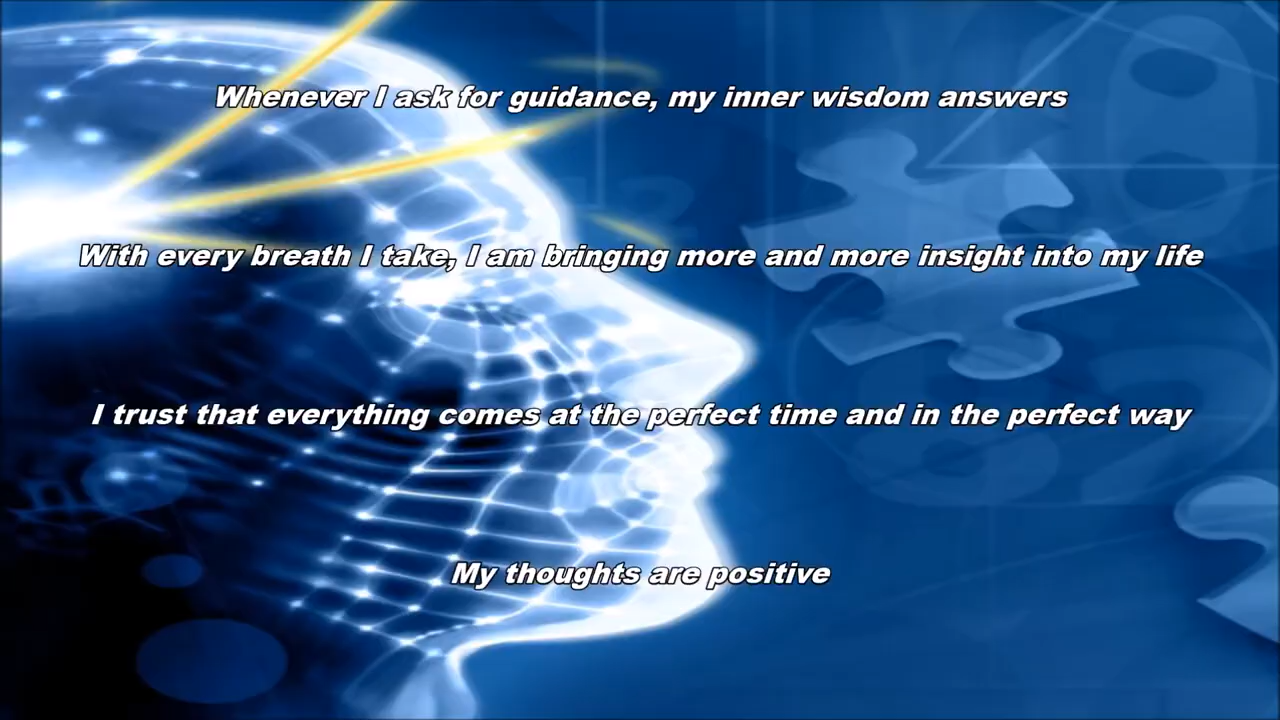 Whenever I ask for guidance, my inner wisdom answers
With every breath I take, I am bringing more and more insight into my life
I trust that everything comes at the perfect time and in the perfect way
My thoughts are positive